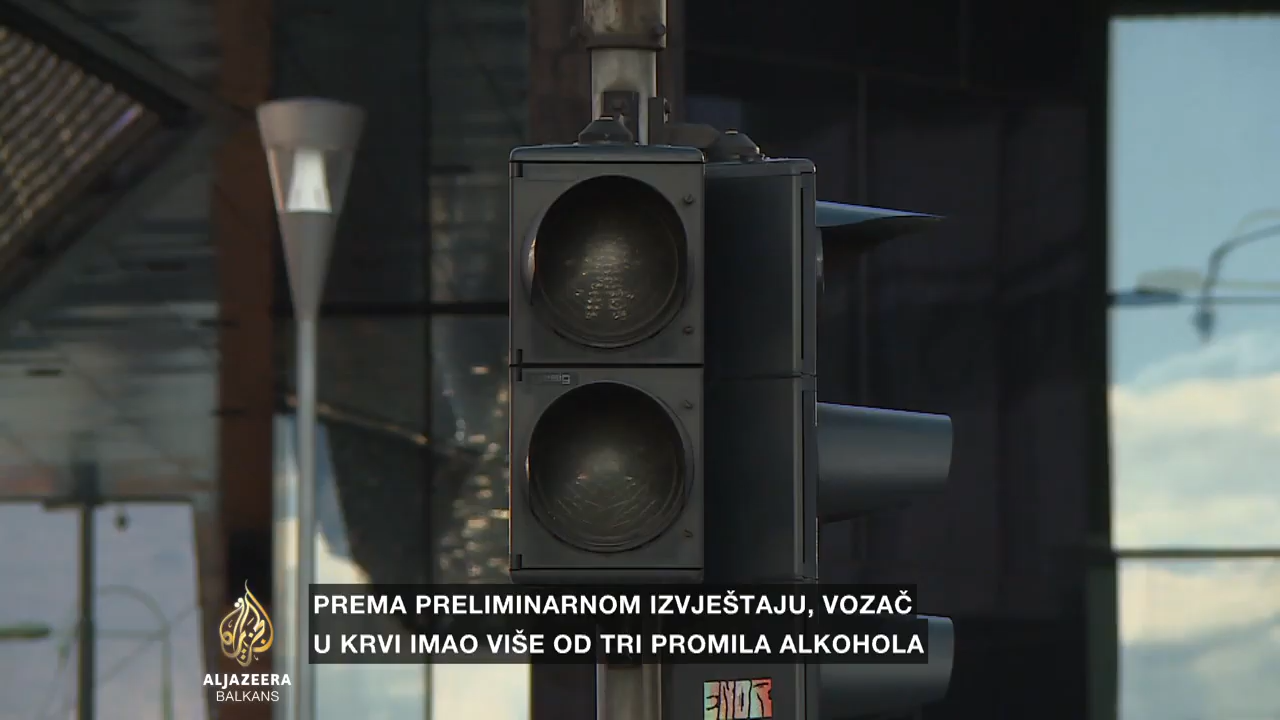 PREMA PRELIMINARNOM IZVJEŠTAJU, VOZAČ
U KRVI IMAO VIŠE OD TRI PROMILA ALKOHOLA
ALJAZEERA
BALKANS